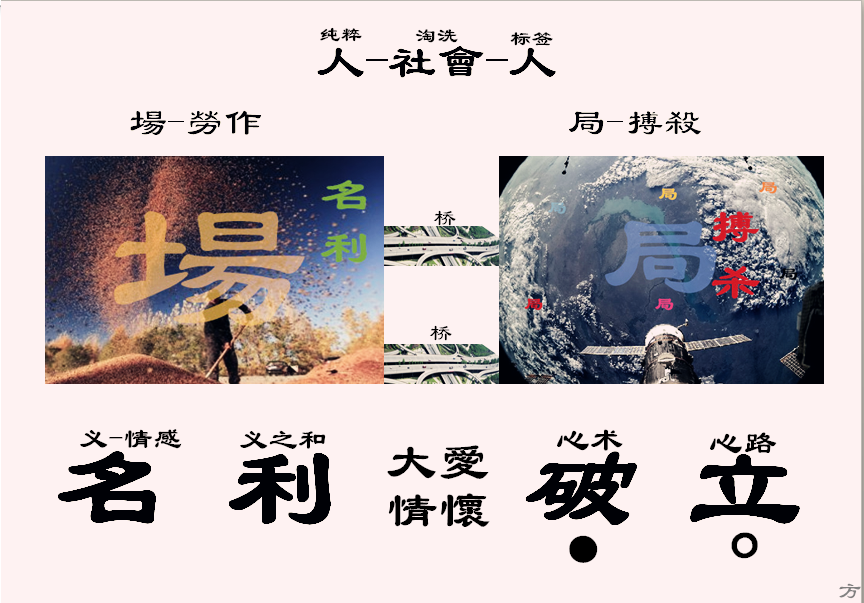 纯粹 淘洗 标签
人-社會-人
場-勞作 局-搏殺
場
名
利
桥
桥
局
局
局
局
局
局
局
搏
杀
义-情感 义之和 心术 心路
名 利 大愛 破 立
情懷
方